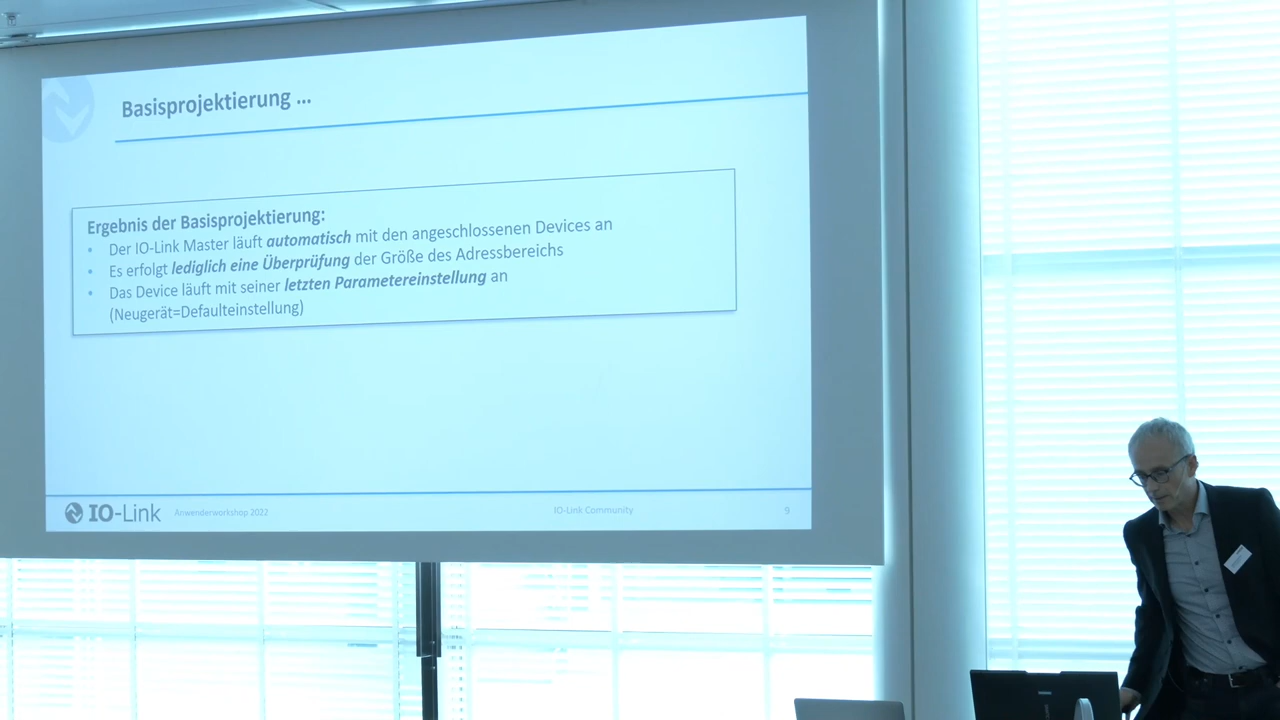 Basisprojektierung ...
Ergebnis der Basisprojektierung:
• Der IO-Link Master läuft automatisch mit den angeschlossenen Devices an
• Es erfolgt lediglich eine Überprüfung der Größe des Adressbereichs
• Das Device läuft mit seiner letzten Parametereinstellung an
(Neugerät=Defaulteinstellung)
IO-Link Anwenderworkshop 2022 IO-Link Community 9